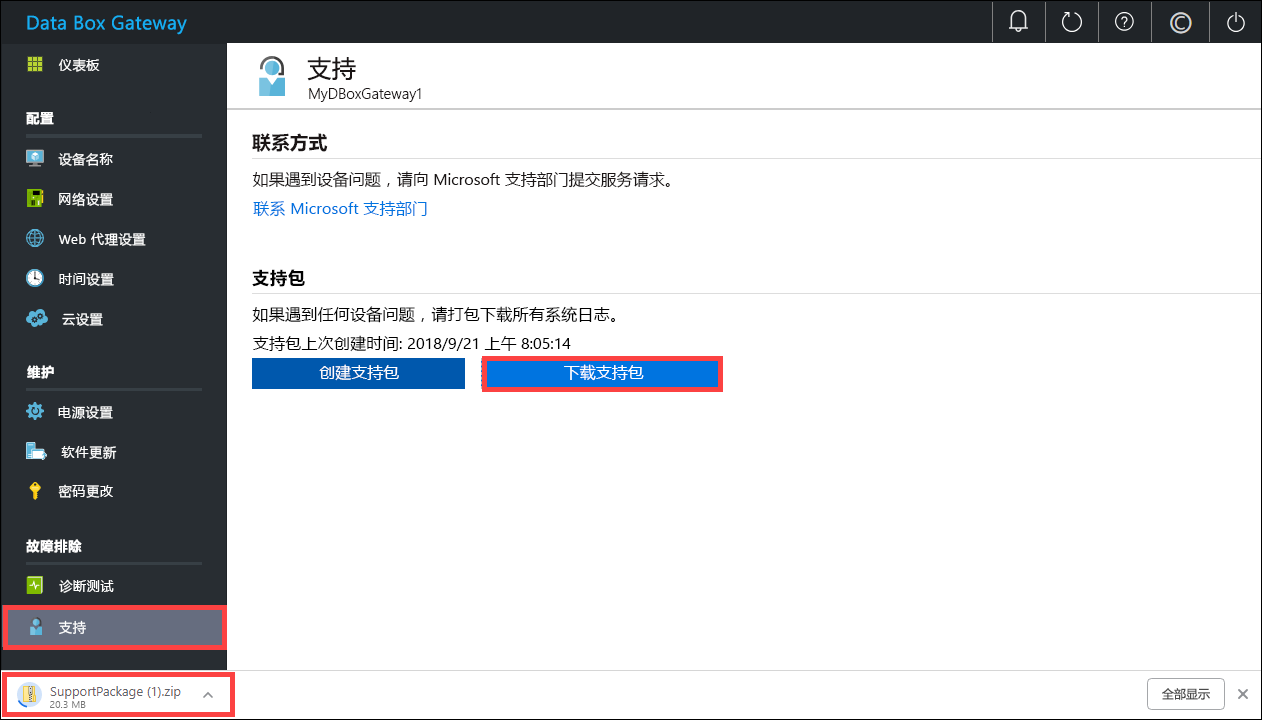 Data Box Gateway
仪表板
配置
设备名称
网络设置
Web 代理设置
时间设置
云设置
维护
电源设置
软件更新
密码更改
故障排除
诊断测试
支持
支持
MyDBoxGateway1
联系方式
如果遇到设备问题，请向 Microsoft 支持部门提交服务请求。
联系 Microsoft 支持部门
支持包
如果遇到任何设备问题，请打包下载所有系统日志。
支持包上次创建时间: 2018/9/21 上午 8:05:14
创建支持包
下载支持包
SupportPackage (1).zip
20.3 MB
全部显示